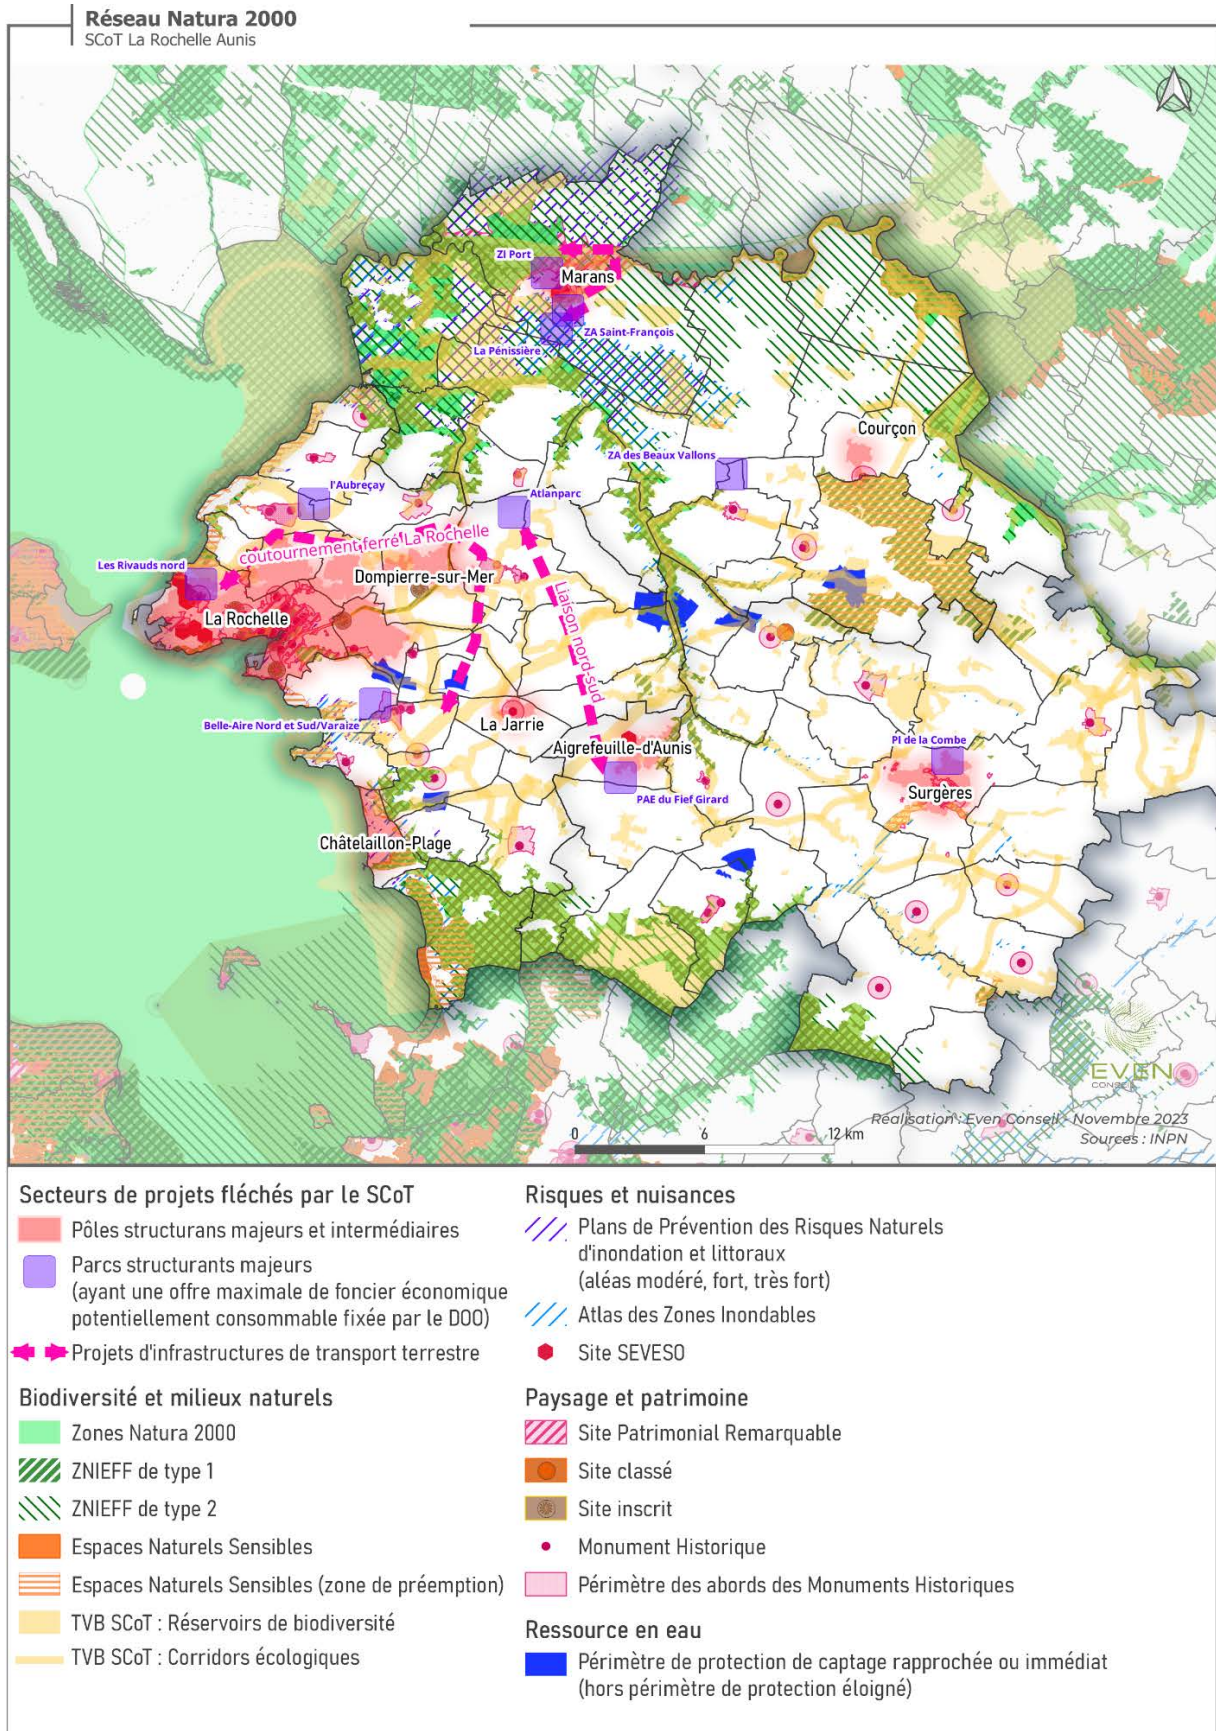 Réseau Natura 2000
SCoT La Rochelle Aunis
ZI Port
Marans
ZA Saint-François
La Pénissière
Courçon
ZA des Beaux Vallons
l'Aubreçay
Atlanparc
coutournement ferré La Rochelle
Les Rivauds nord
Dompierre-sur-Mer
La Rochelle
Liaison nord-sud
Belle-Aire Nord et Sud/Varaize
La Jarrie
Aigrefeuille-d'Aunis
PI de la Combe
Surgères
PAE du Fief Girard
Châtelaillon-Plage
EVEN
CONSEIL
Réalisation : Even Conseil - Novembre 2023
Sources : INPN
0 6 12 km
Secteurs de projets fléchés par le SCoT
Pôles structurans majeurs et intermédiaires
Parcs structurants majeurs
(ayant une offre maximale de foncier économique
potentiellement consommable fixée par le DOO)
Projets d'infrastructures de transport terrestre
Biodiversité et milieux naturels
Zones Natura 2000
ZNIEFF de type 1
ZNIEFF de type 2
Espaces Naturels Sensibles
Espaces Naturels Sensibles (zone de préemption)
TVB SCoT : Réservoirs de biodiversité
TVB SCoT : Corridors écologiques
Risques et nuisances
Plans de Prévention des Risques Naturels
d'inondation et littoraux
(aléas modéré, fort, très fort)
Atlas des Zones Inondables
Site SEVESO
Paysage et patrimoine
Site Patrimonial Remarquable
Site classé
Site inscrit
Monument Historique
Périmètre des abords des Monuments Historiques
Ressource en eau
Périmètre de protection de captage rapprochée ou immédiat
(hors périmètre de protection éloigné)